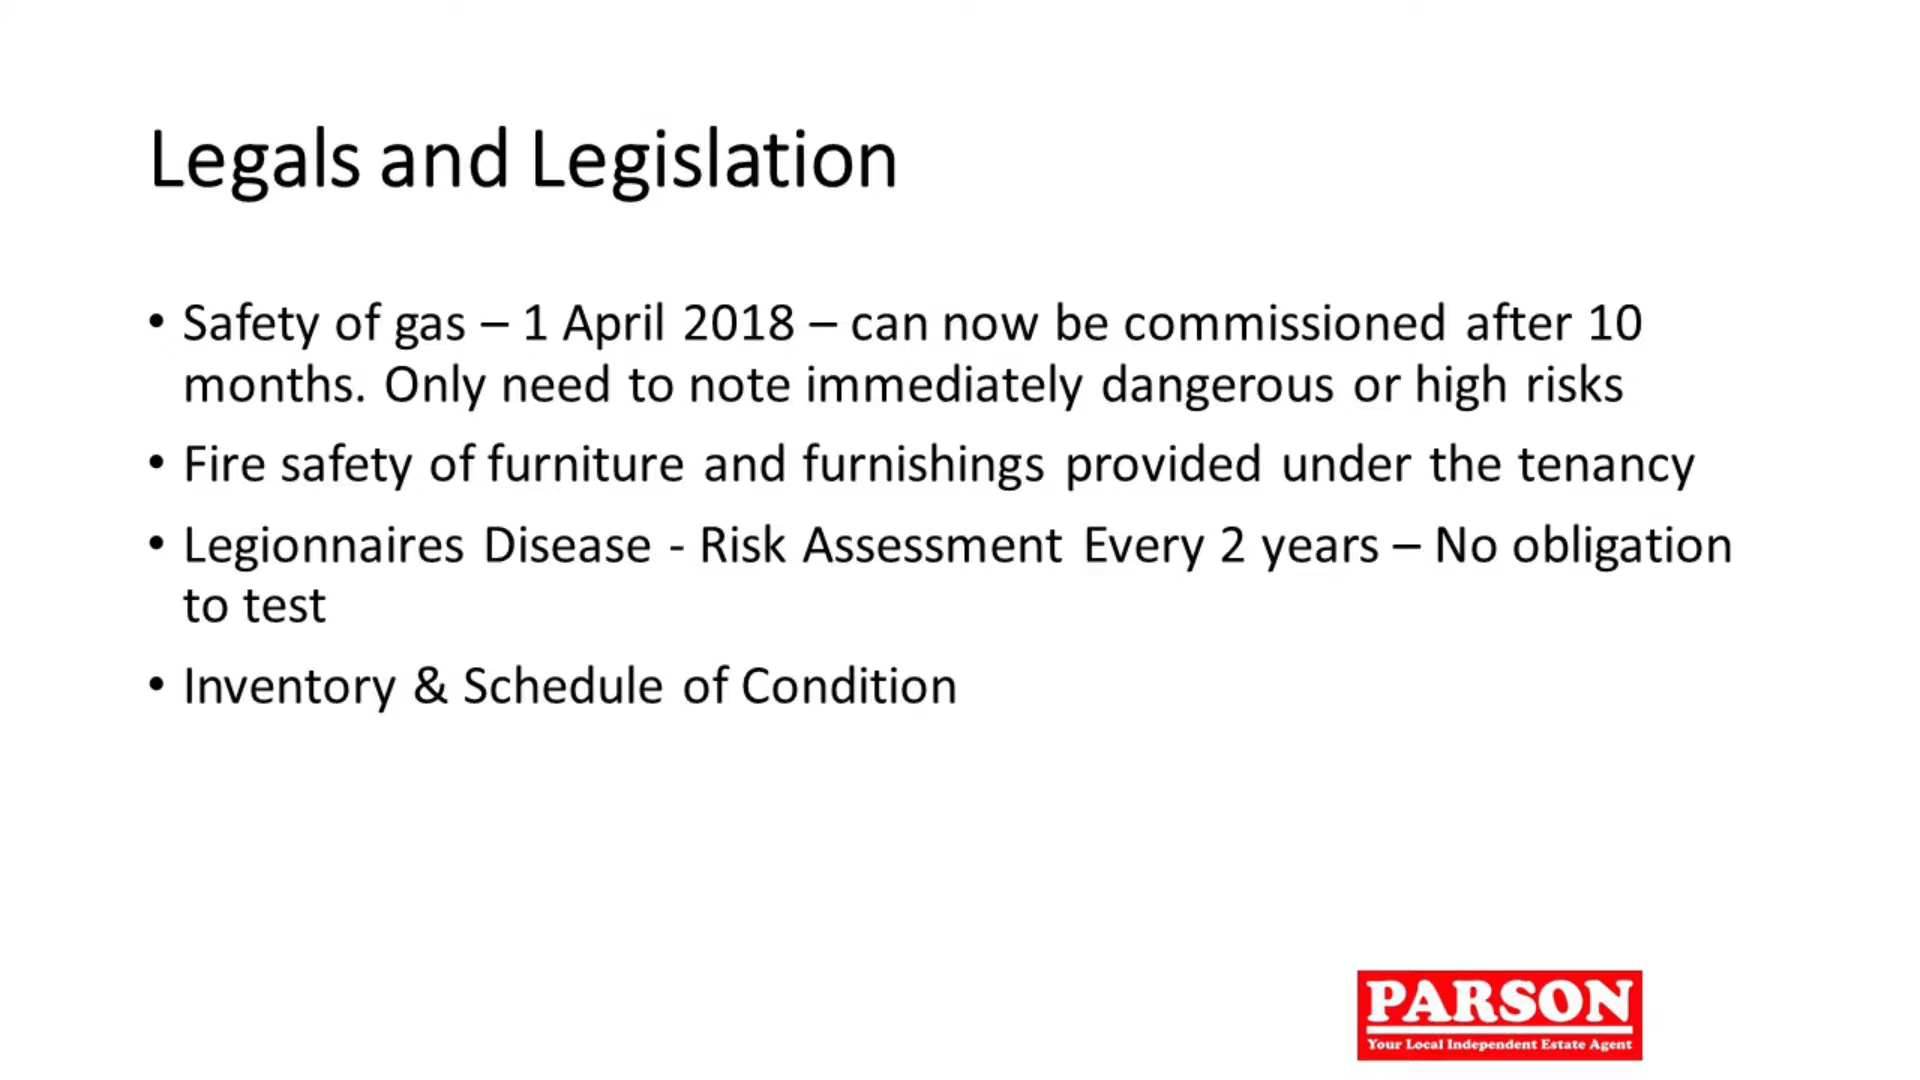 Legals and Legislation
• Safety of gas – 1 April 2018 – can now be commissioned after 10
months. Only need to note immediately dangerous or high risks
• Fire safety of furniture and furnishings provided under the tenancy
• Legionnaires Disease - Risk Assessment Every 2 years – No obligation
to test
• Inventory & Schedule of Condition
PARSON
Your Local Independent Estate Agent